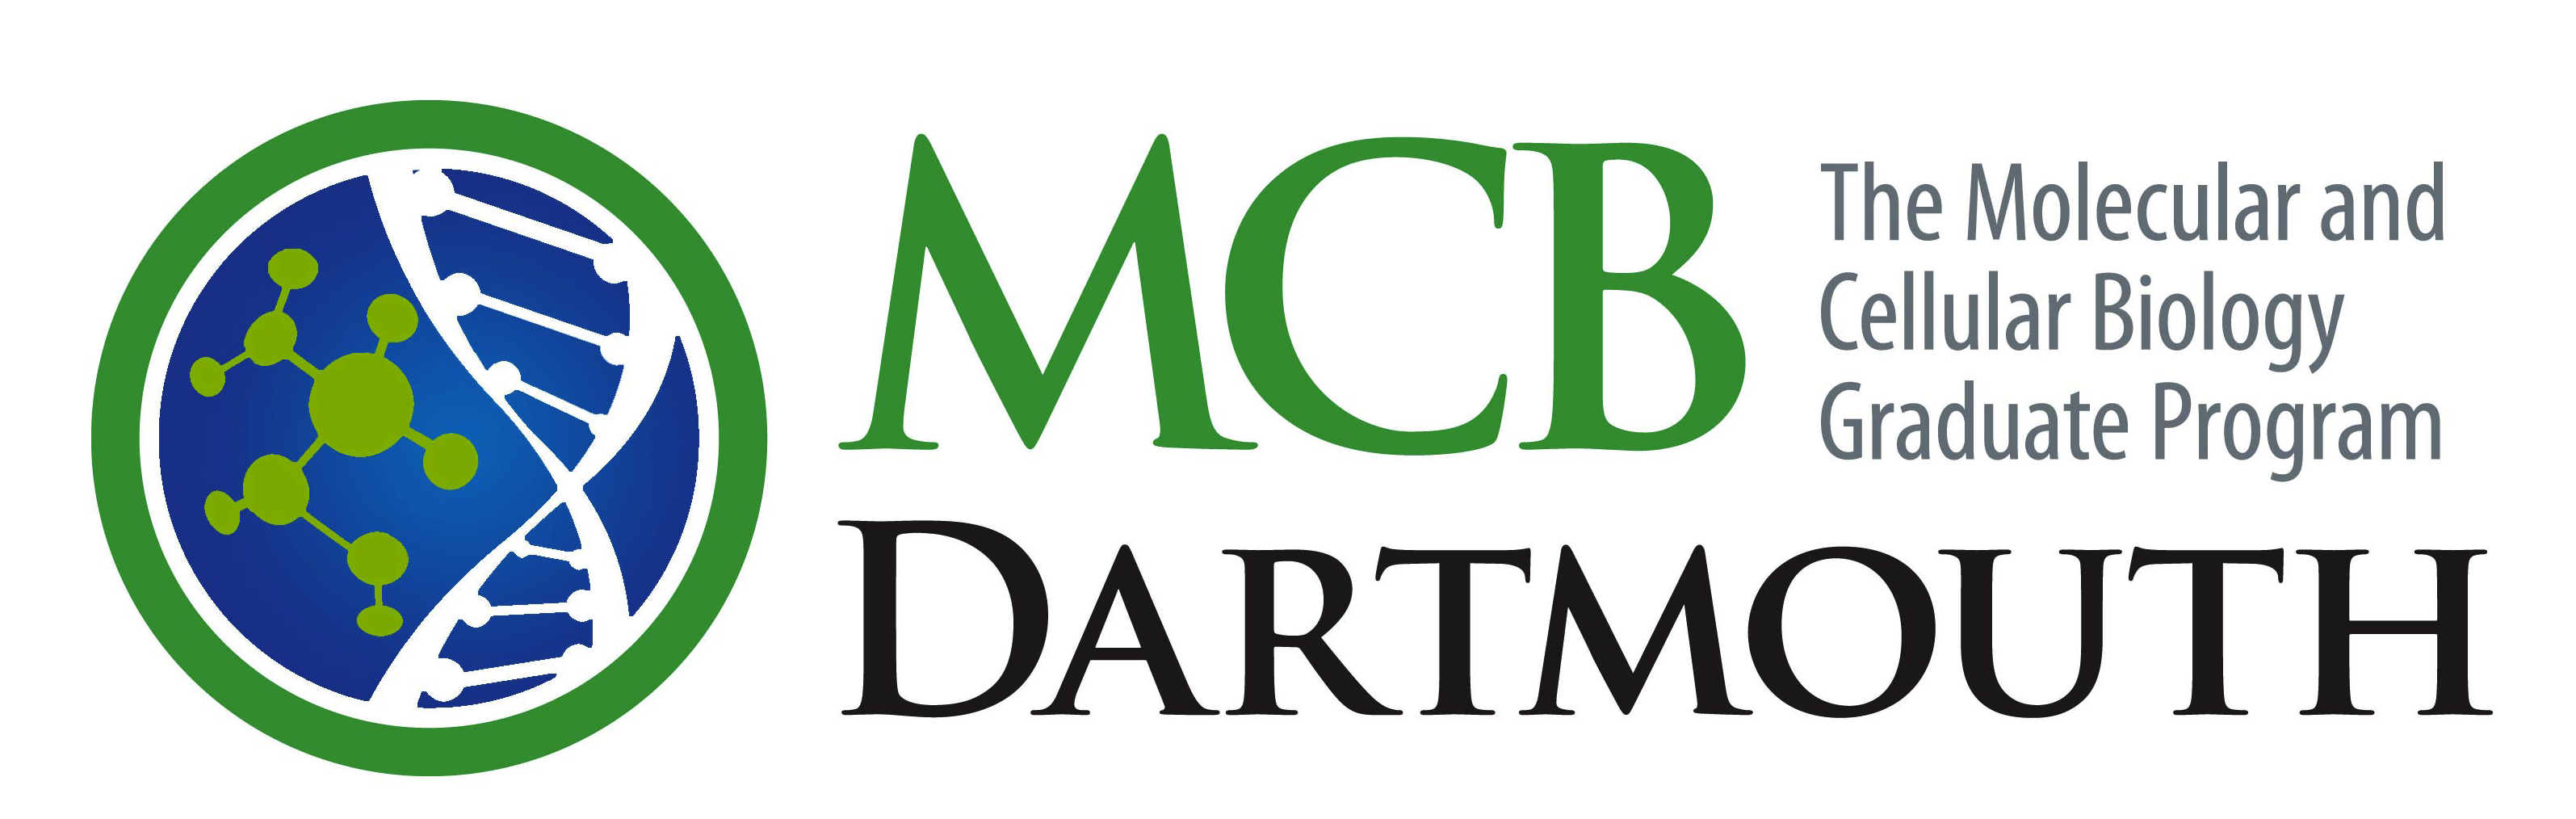 MCB
The Molecular and
Cellular Biology
Graduate Program
DARTMOUTH